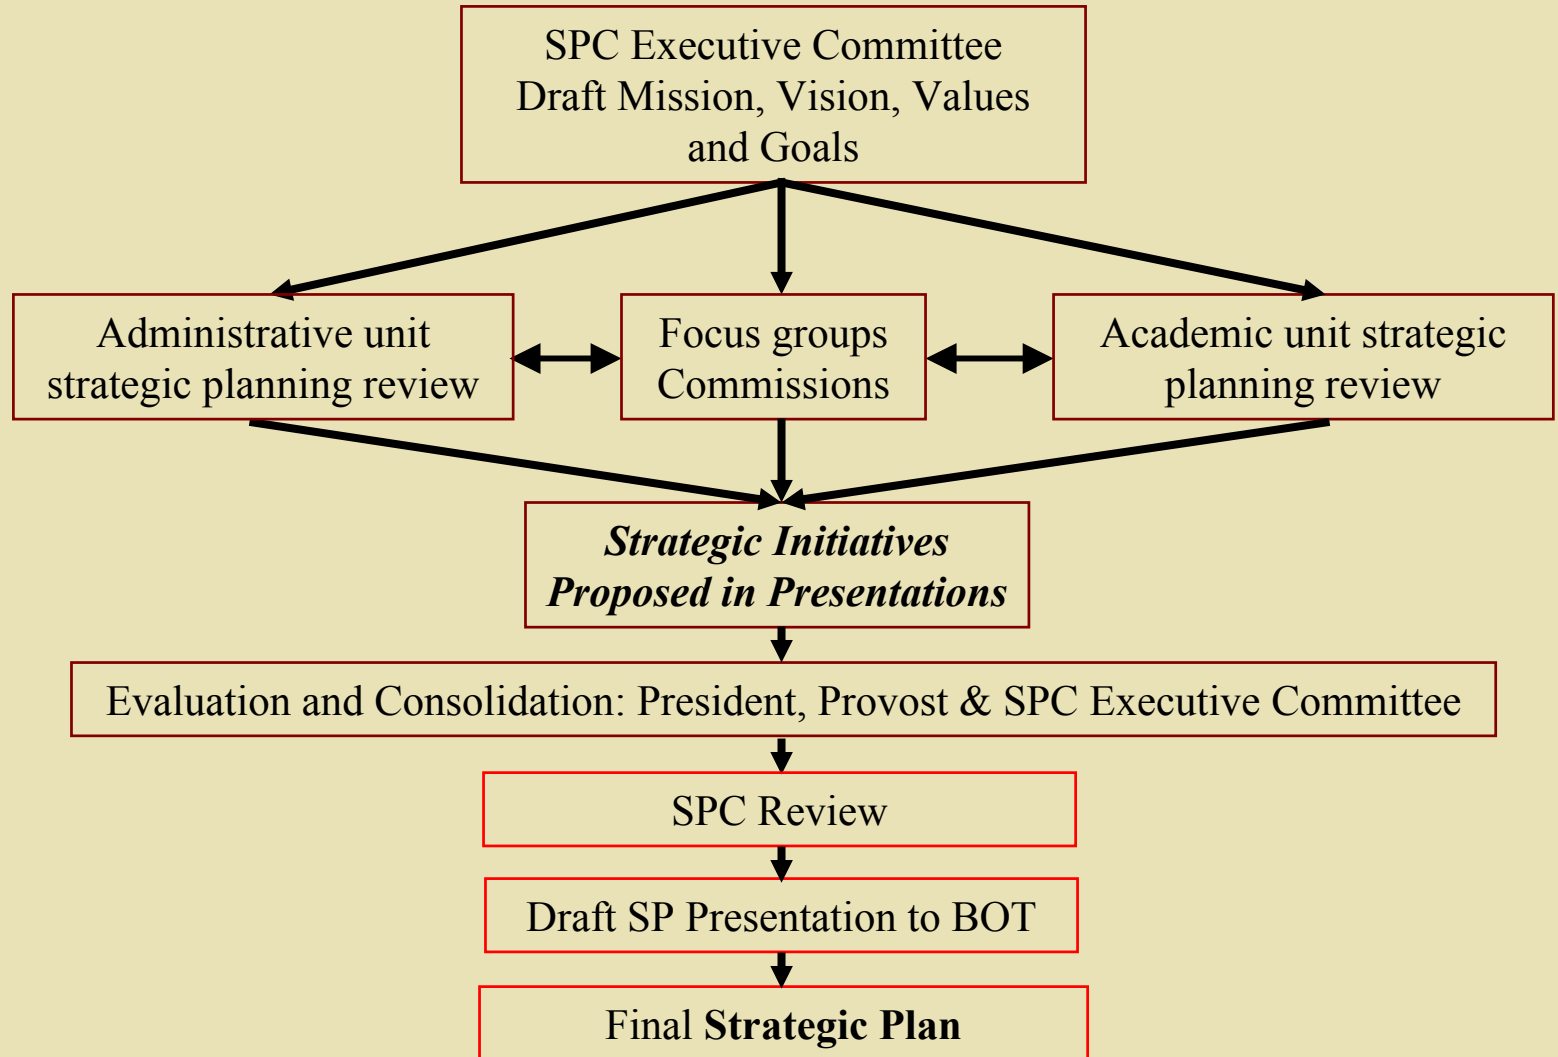 SPC Executive Committee
Draft Mission, Vision, Values
and Goals
Administrative unit
strategic planning review
Focus groups
Commissions
Academic unit strategic
planning review
Strategic Initiatives
Proposed in Presentations
Evaluation and Consolidation: President, Provost & SPC Executive Committee
SPC Review
Draft SP Presentation to BOT
Final Strategic Plan